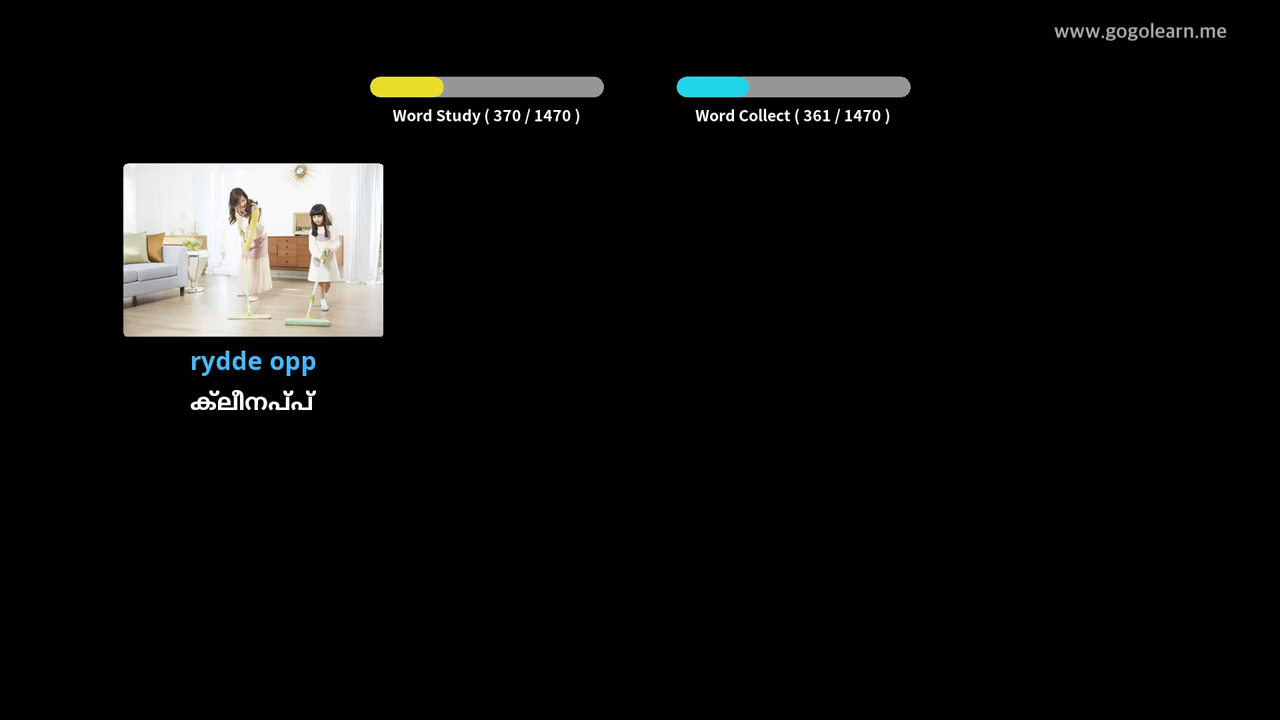 www.gogolearn.me
Word Study ( 370 / 1470 )
Word Collect ( 361 / 1470 )
rydde opp
ക്ലീനപ്പ്